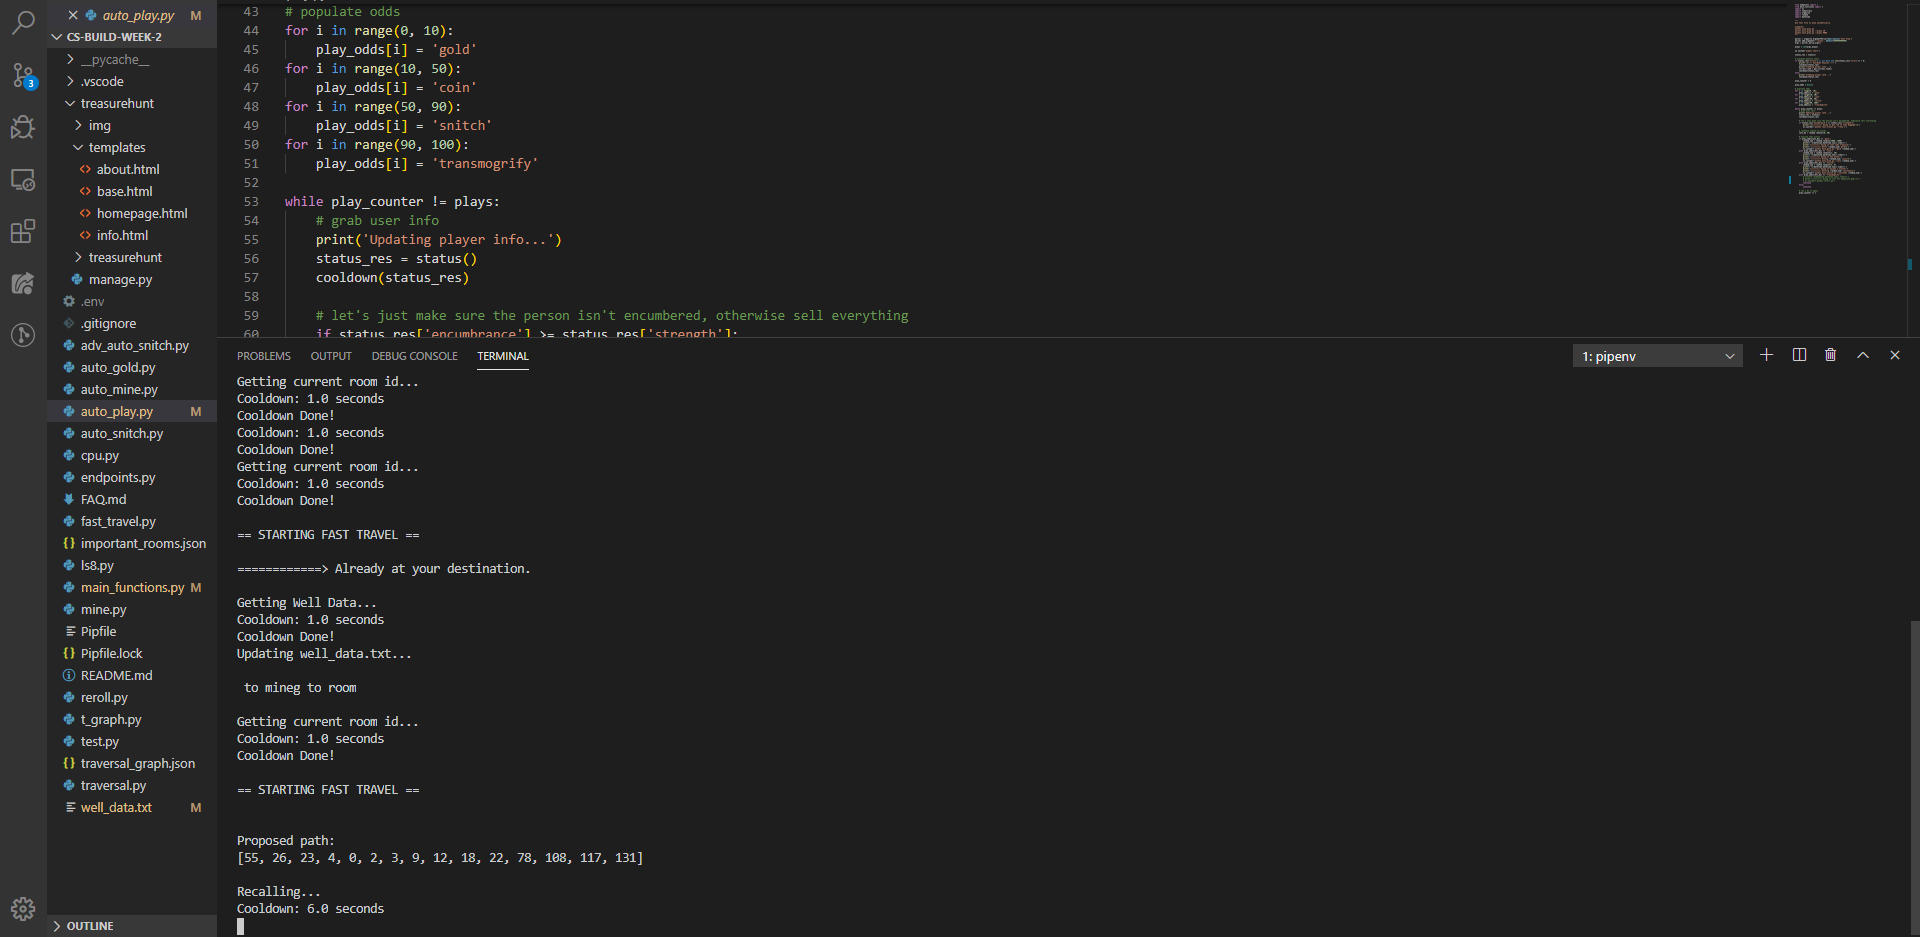 auto_play.py M
CS-BUILD-WEEK-2
__pycache__
.vscode
treasurehunt
img
templates
<> about.html
<> base.html
<> homepage.html
<> info.html
treasurehunt
manage.py
.env
.gitignore
adv_auto_snitch.py
auto_gold.py
auto_mine.py
auto_play.py M
auto_snitch.py
cpu.py
endpoints.py
FAQ.md
fast_travel.py
{} important_rooms.json
ls8.py
main_functions.py M
mine.py
Pipfile
{} Pipfile.lock
README.md
reroll.py
t_graph.py
test.py
{} traversal_graph.json
traversal.py
well_data.txt M
OUTLINE
3
43 # populate odds
44 for i in range(0, 10):
45 play_odds[i] = 'gold'
46 for i in range(10, 50):
47 play_odds[i] = 'coin'
48 for i in range(50, 90):
49 play_odds[i] = 'snitch'
50 for i in range(90, 100):
51 play_odds[i] = 'transmogrify'
52
53 while play_counter != plays:
54 # grab user info
55 print('Updating player info...')
56 status_res = status()
57 cooldown(status_res)
58
59 # let's just make sure the person isn't encumbered, otherwise sell everything
60 if status_res['encumbrance'] >= status_res['strength']:
PROBLEMS OUTPUT DEBUG CONSOLE TERMINAL 1: pipenv
Getting current room id...
Cooldown: 1.0 seconds
Cooldown Done!
Cooldown: 1.0 seconds
Cooldown Done!
Getting current room id...
Cooldown: 1.0 seconds
Cooldown Done!
== STARTING FAST TRAVEL ==
============> Already at your destination.
Getting Well Data...
Cooldown: 1.0 seconds
Cooldown Done!
Updating well_data.txt...
to mineg to room
Getting current room id...
Cooldown: 1.0 seconds
Cooldown Done!
== STARTING FAST TRAVEL ==
Proposed path:
[55, 26, 23, 4, 0, 2, 3, 9, 12, 18, 22, 78, 108, 117, 131]
Recalling...
Cooldown: 6.0 seconds